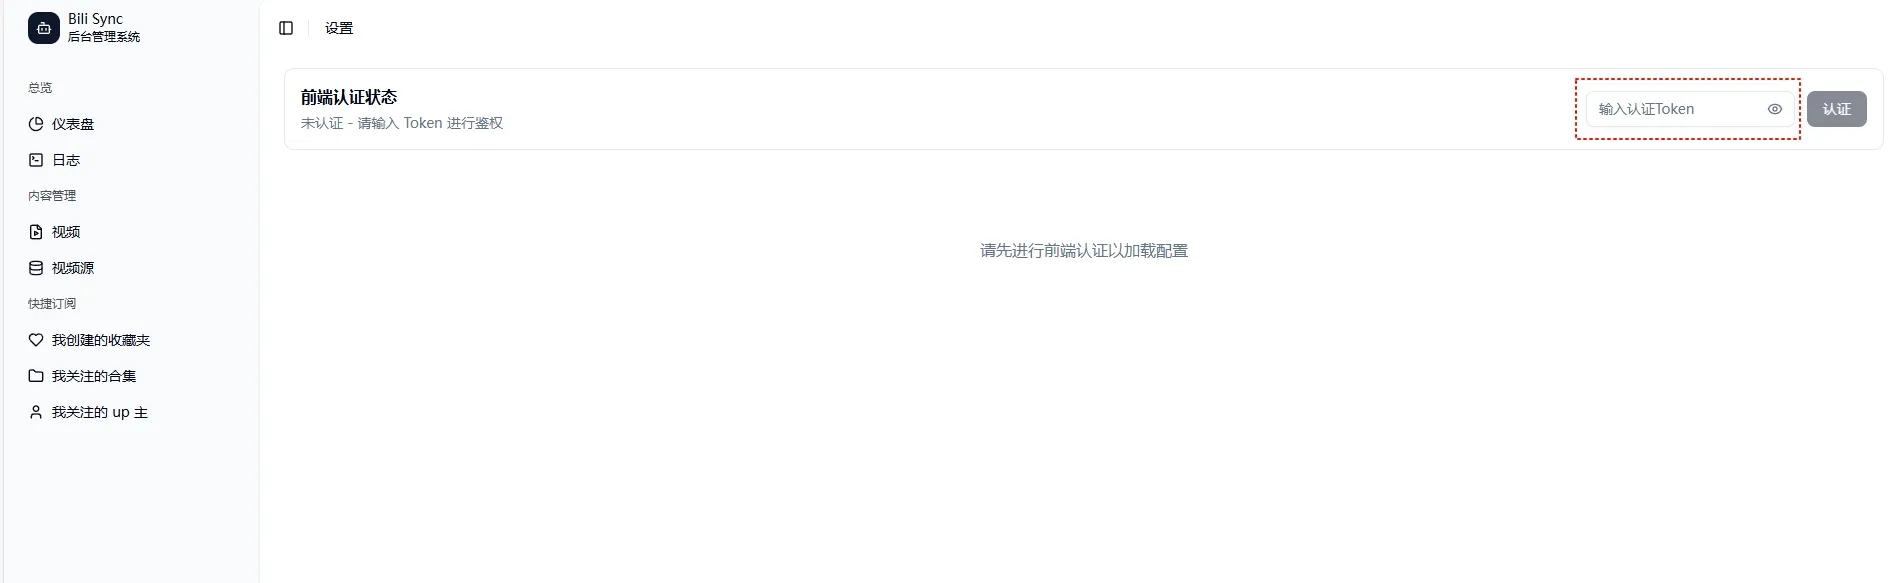 Bili Sync
后台管理系统
总览
仪表盘
日志
内容管理
视频
视频源
快捷订阅
我创建的收藏夹
我关注的合集
我关注的 up 主
设置
前端认证状态
未认证 - 请输入 Token 进行鉴权
输入认证Token
认证
请先进行前端认证以加载配置